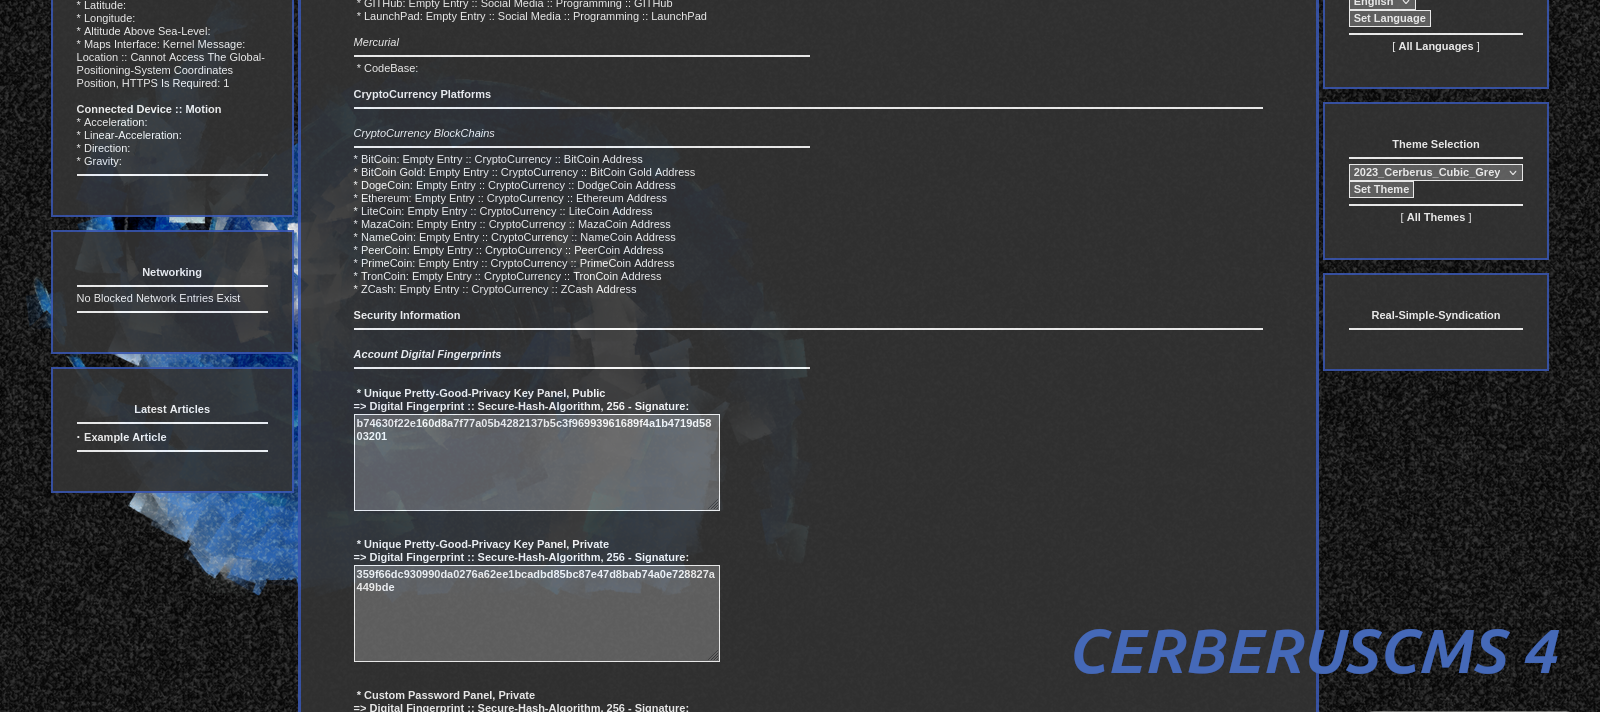 * Latitude:
* Longitude:
* Altitude Above Sea-Level:
* Maps Interface: Kernel Message:
Location :: Cannot Access The Global-
Positioning-System Coordinates
Position, HTTPS Is Required: 1
Connected Device :: Motion
* Acceleration:
* Linear-Acceleration:
* Direction:
* Gravity:
Networking
No Blocked Network Entries Exist
Latest Articles
· Example Article
* GITHub: Empty Entry :: Social Media :: Programming :: GITHub
* LaunchPad: Empty Entry :: Social Media :: Programming :: LaunchPad
Mercurial
* CodeBase:
CryptoCurrency Platforms
CryptoCurrency BlockChains
* BitCoin: Empty Entry :: CryptoCurrency :: BitCoin Address
* BitCoin Gold: Empty Entry :: CryptoCurrency :: BitCoin Gold Address
* DogeCoin: Empty Entry :: CryptoCurrency :: DodgeCoin Address
* Ethereum: Empty Entry :: CryptoCurrency :: Ethereum Address
* LiteCoin: Empty Entry :: CryptoCurrency :: LiteCoin Address
* MazaCoin: Empty Entry :: CryptoCurrency :: MazaCoin Address
* NameCoin: Empty Entry :: CryptoCurrency :: NameCoin Address
* PeerCoin: Empty Entry :: CryptoCurrency :: PeerCoin Address
* PrimeCoin: Empty Entry :: CryptoCurrency :: PrimeCoin Address
* TronCoin: Empty Entry :: CryptoCurrency :: TronCoin Address
* ZCash: Empty Entry :: CryptoCurrency :: ZCash Address
Security Information
Account Digital Fingerprints
* Unique Pretty-Good-Privacy Key Panel, Public
=> Digital Fingerprint :: Secure-Hash-Algorithm, 256 - Signature:
b74630f22e160d8a7f77a05b4282137b5c3f96993961689f4a1b4719d58
03201
* Unique Pretty-Good-Privacy Key Panel, Private
=> Digital Fingerprint :: Secure-Hash-Algorithm, 256 - Signature:
359f66dc930990da0276a62ee1bcadbd85bc87e47d8bab74a0e728827a
449bde
* Custom Password Panel, Private
=> Digital Fingerprint :: Secure-Hash-Algorithm, 256 - Signature:
English
Set Language
[ All Languages ]
Theme Selection
2023_Cerberus_Cubic_Grey
Set Theme
[ All Themes ]
Real-Simple-Syndication
CERBERUSCMS 4